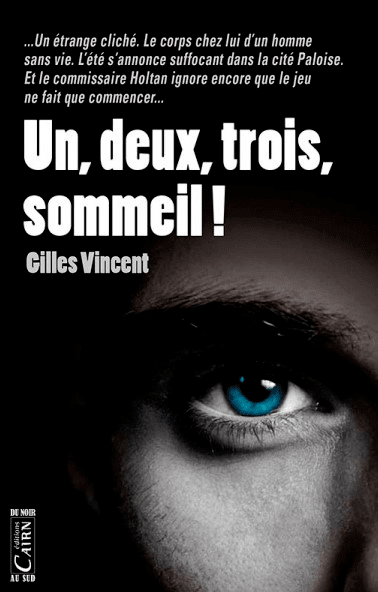 ...Un étrange cliché. Le corps chez lui d'un homme
sans vie. L'été s'annonce suffocant dans la cité Paloise.
Et le commissaire Holtan ignore encore que le jeu
ne fait que commencer...
Un, deux, trois,
sommeil !
Gilles Vincent
DU NOIR
éditions
CAIRN
AU SUD